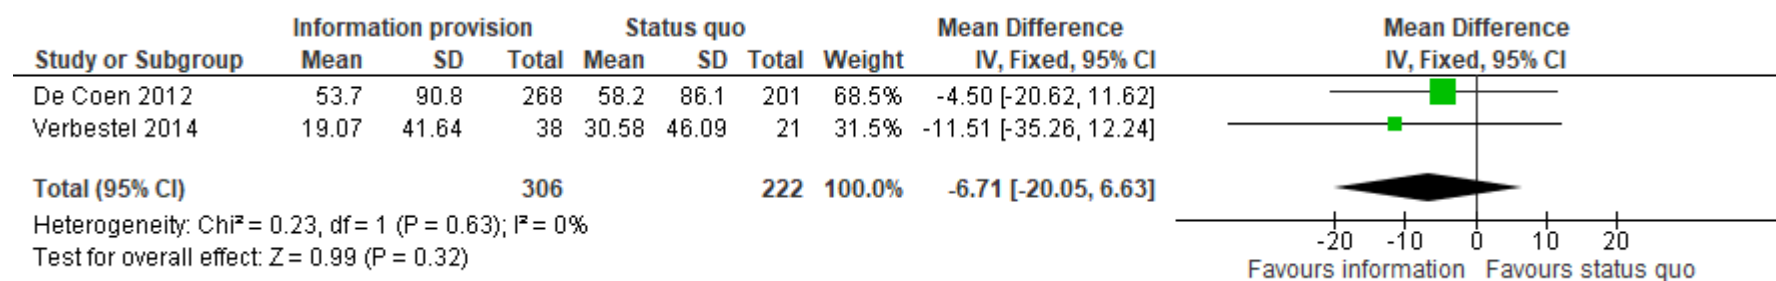 Information provision Status quo Mean Difference Mean Difference
Study or Subgroup Mean SD Total Mean SD Total Weight IV, Fixed, 95% CI IV, Fixed, 95% CI
De Coen 2012 53.7 90.8 268 58.2 86.1 201 68.5% -4.50 [-20.62, 11.62]
Verbestel 2014 19.07 41.64 38 30.58 46.09 21 31.5% -11.51 [-35.26, 12.24]
Total (95% CI) 306 222 100.0% -6.71 [-20.05, 6.63]
Heterogeneity: Chi² = 0.23, df = 1 (P = 0.63); I² = 0%
Test for overall effect: Z = 0.99 (P = 0.32)
-20 -10 0 10 20
Favours information Favours status quo